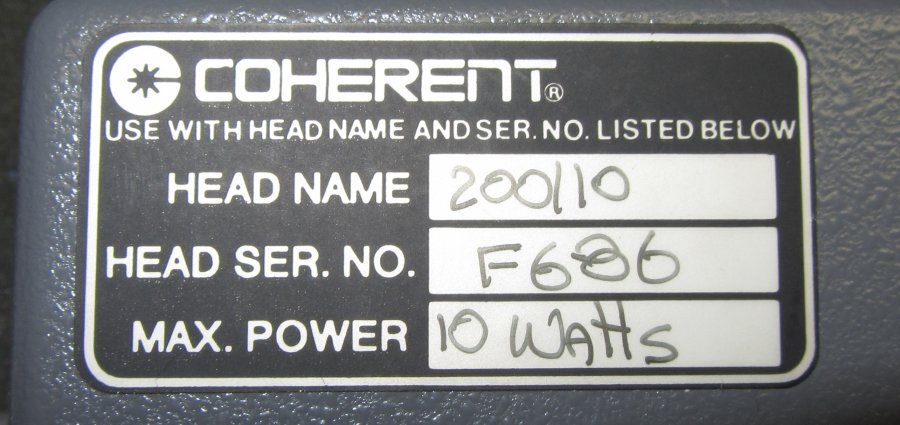 COHERENT®
USE WITH HEAD NAME AND SER. NO. LISTED BELOW
HEAD NAME 200/10
HEAD SER. NO. F686
MAX. POWER 10 WATTS